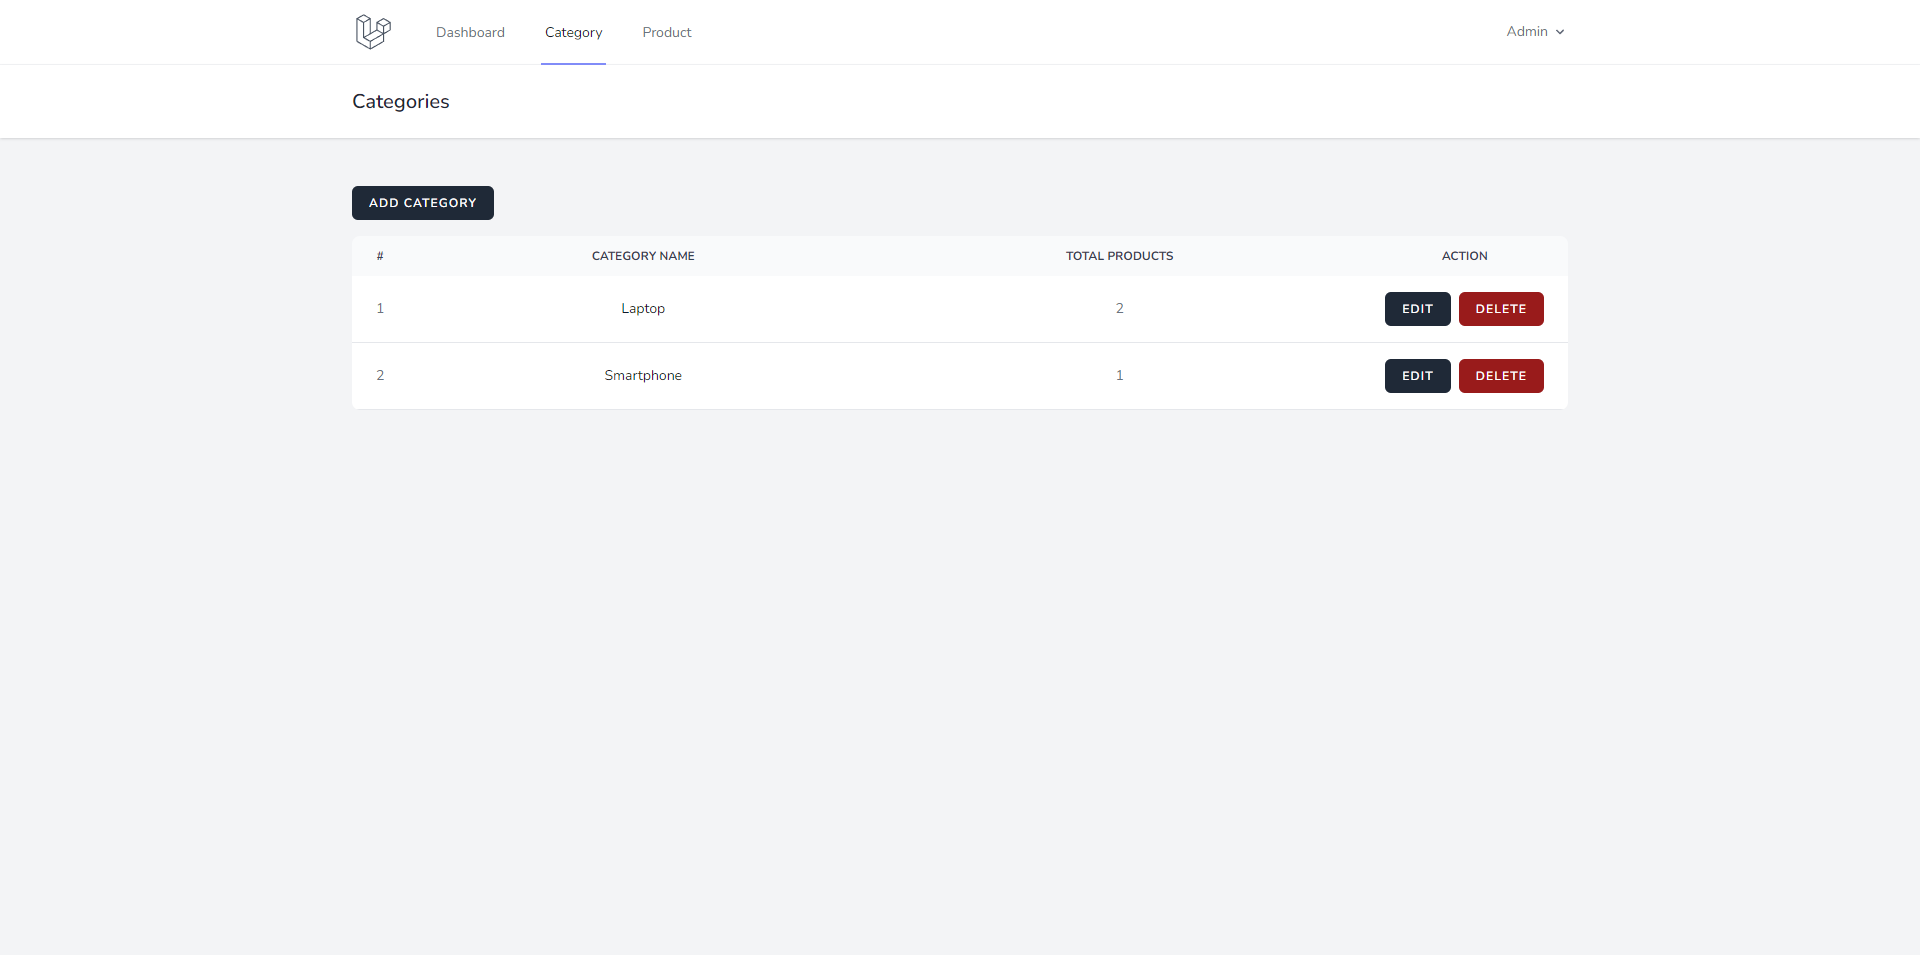 Dashboard Category Product Admin
Categories
ADD CATEGORY
# CATEGORY NAME TOTAL PRODUCTS ACTION
1 Laptop 2 EDIT DELETE
2 Smartphone 1 EDIT DELETE